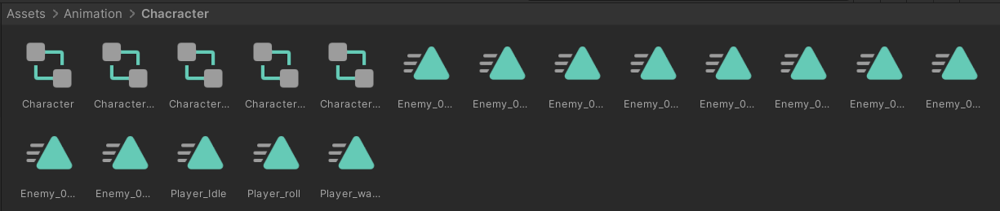 Assets > Animation > Chacracter
Character Character... Character... Character... Character... Enemy_0... Enemy_0... Enemy_0... Enemy_0... Enemy_0... Enemy_0... Enemy_0... Enemy_0...
Enemy_0... Enemy_0... Player_Idle Player_roll Player_wa...